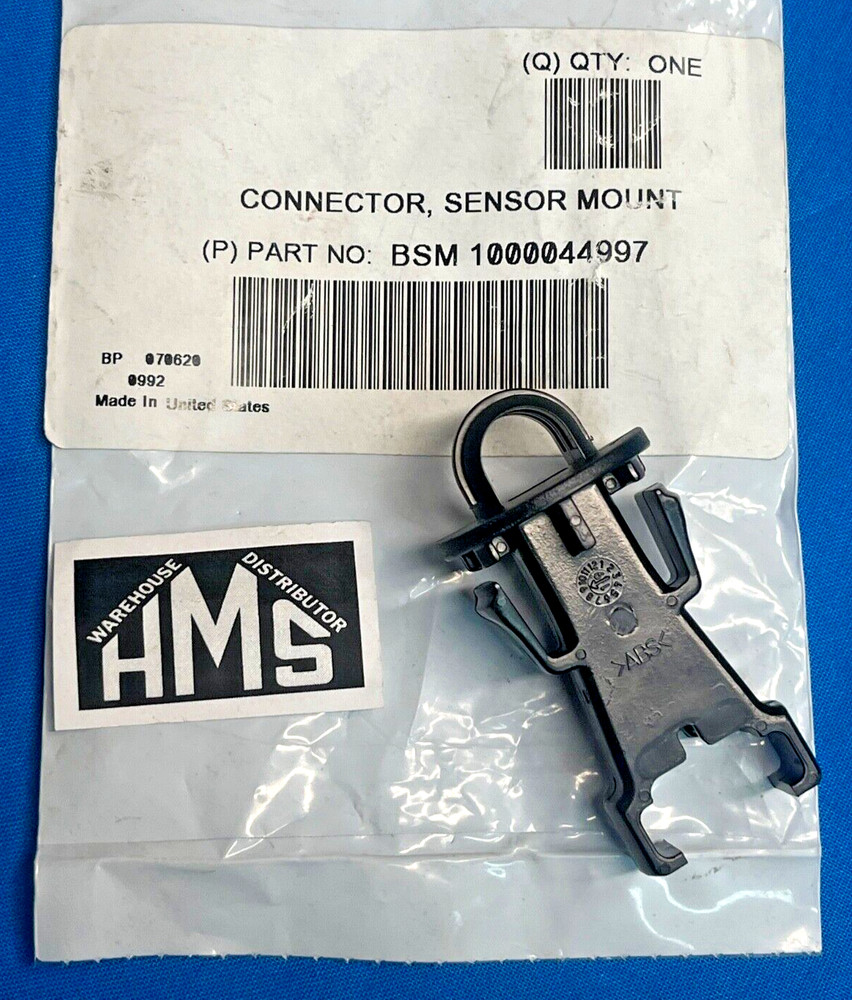 (Q) QTY: ONE
CONNECTOR, SENSOR MOUNT
(P) PART NO: BSM 1000044997
BP 070620
0992
Made In United States
WAREHOUSE DISTRIBUTOR
HMS
>ABS<